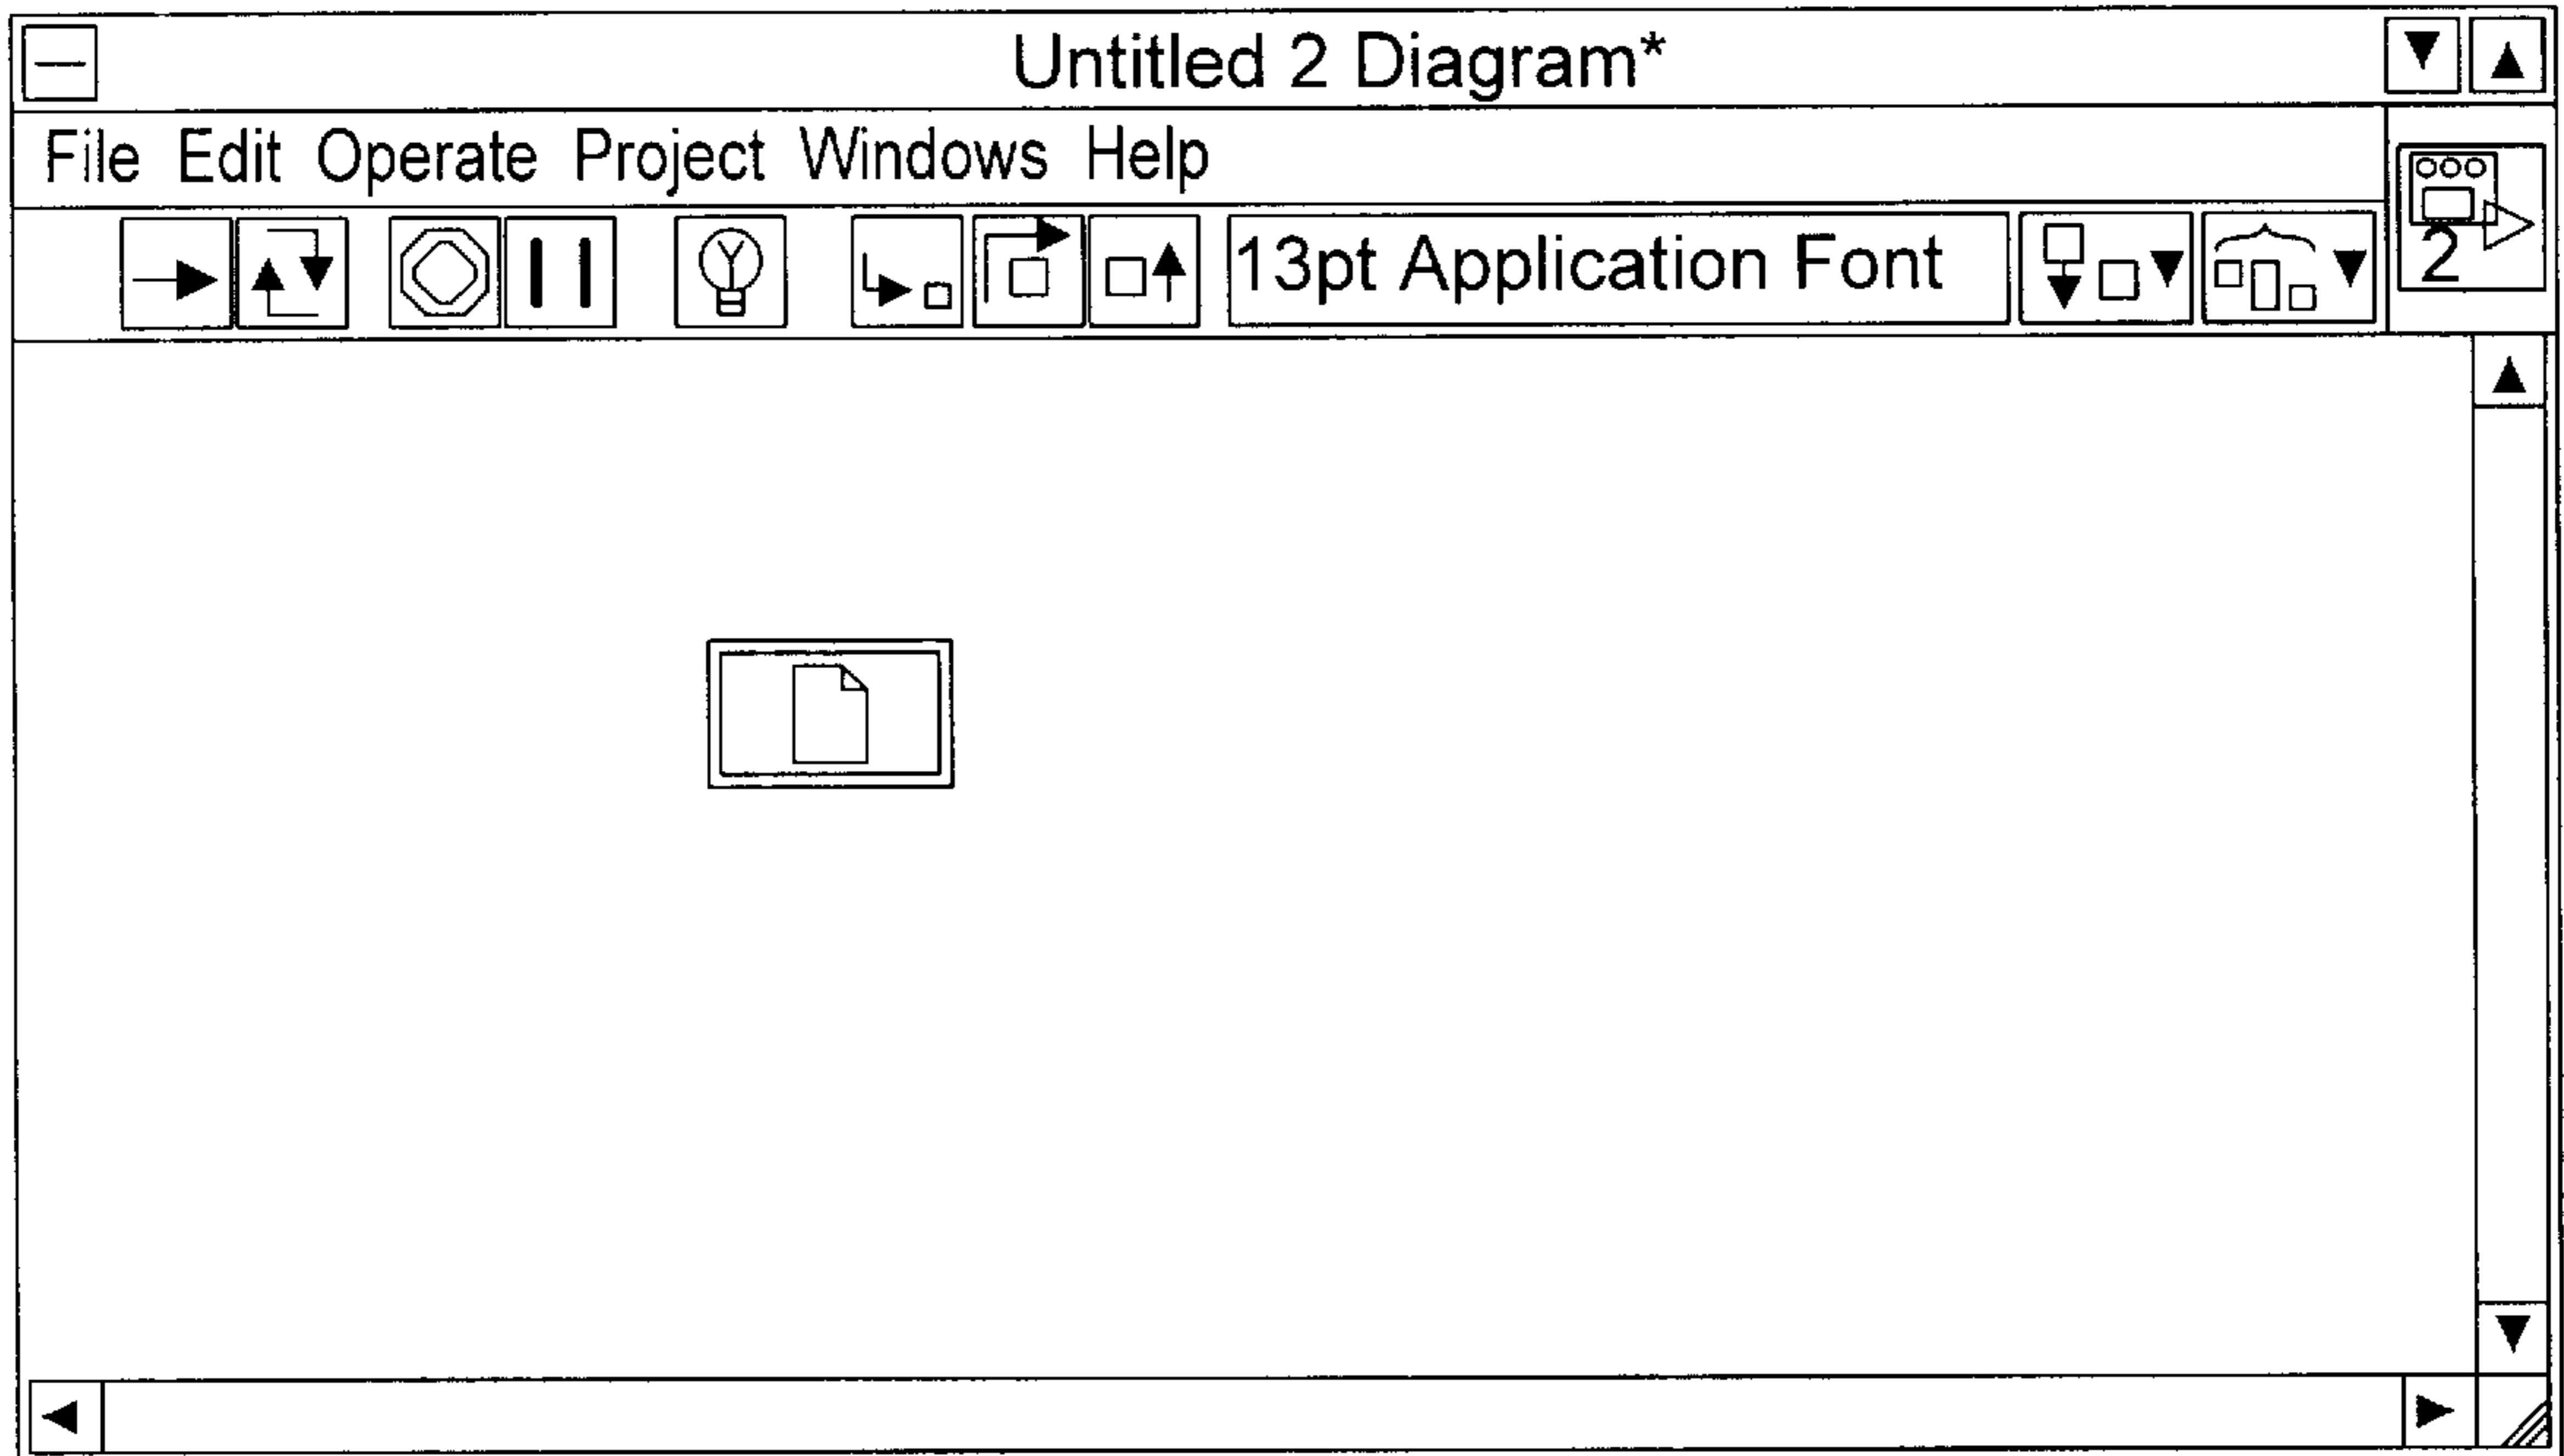 Untitled 2 Diagram*
File Edit Operate Project Windows Help
13pt Application Font
2